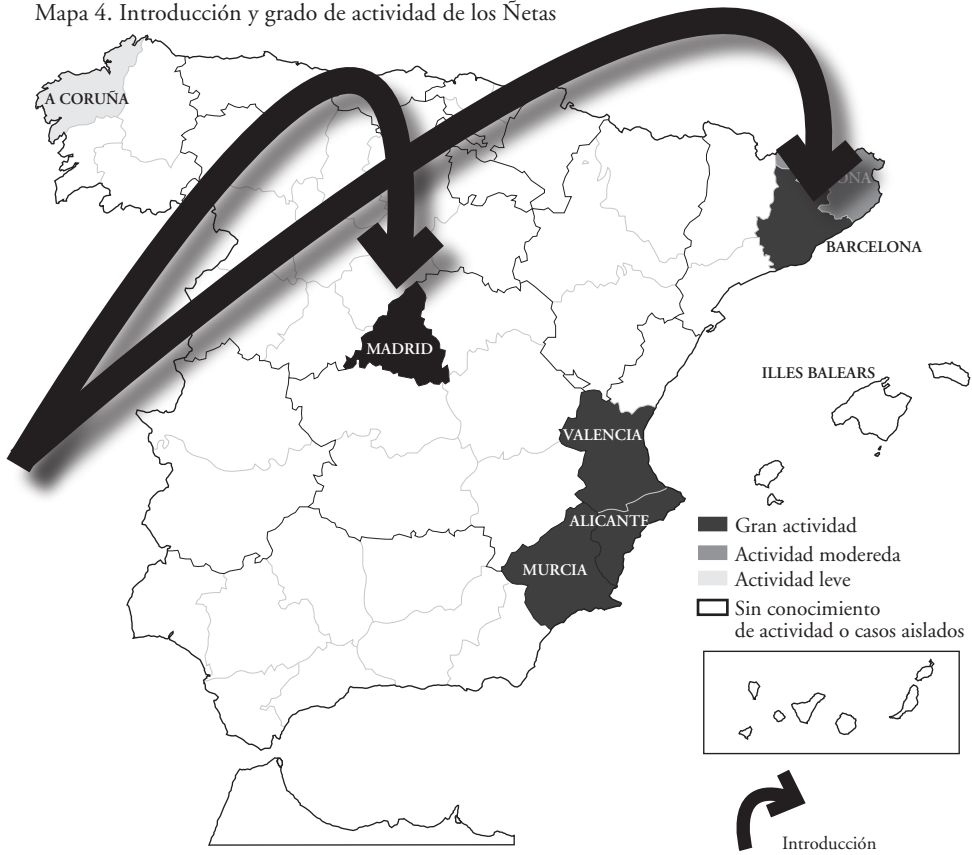 Mapa 4. Introducción y grado de actividad de los Ñetas
A CORUÑA
BARCELONA
MADRID
ILLES BALEARS
VALENCIA
ALICANTE
MURCIA
Gran actividad
Actividad modereda
Actividad leve
Sin conocimiento
de actividad o casos aislados
Introducción